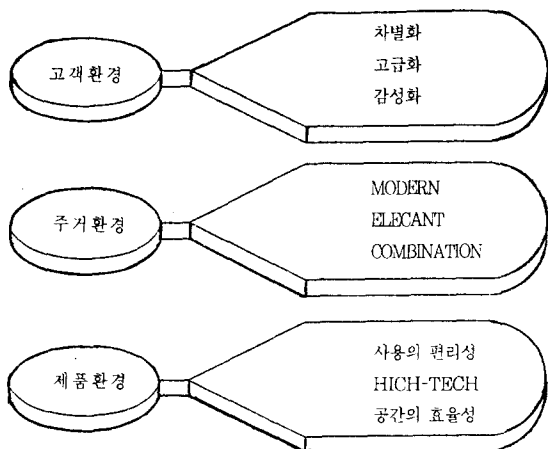 고객환경
차별화
고급화
감성화
주거환경
MODERN
ELECANT
COMBINATION
제품환경
사용의 편리성
HICH-TECH
공간의 효율성